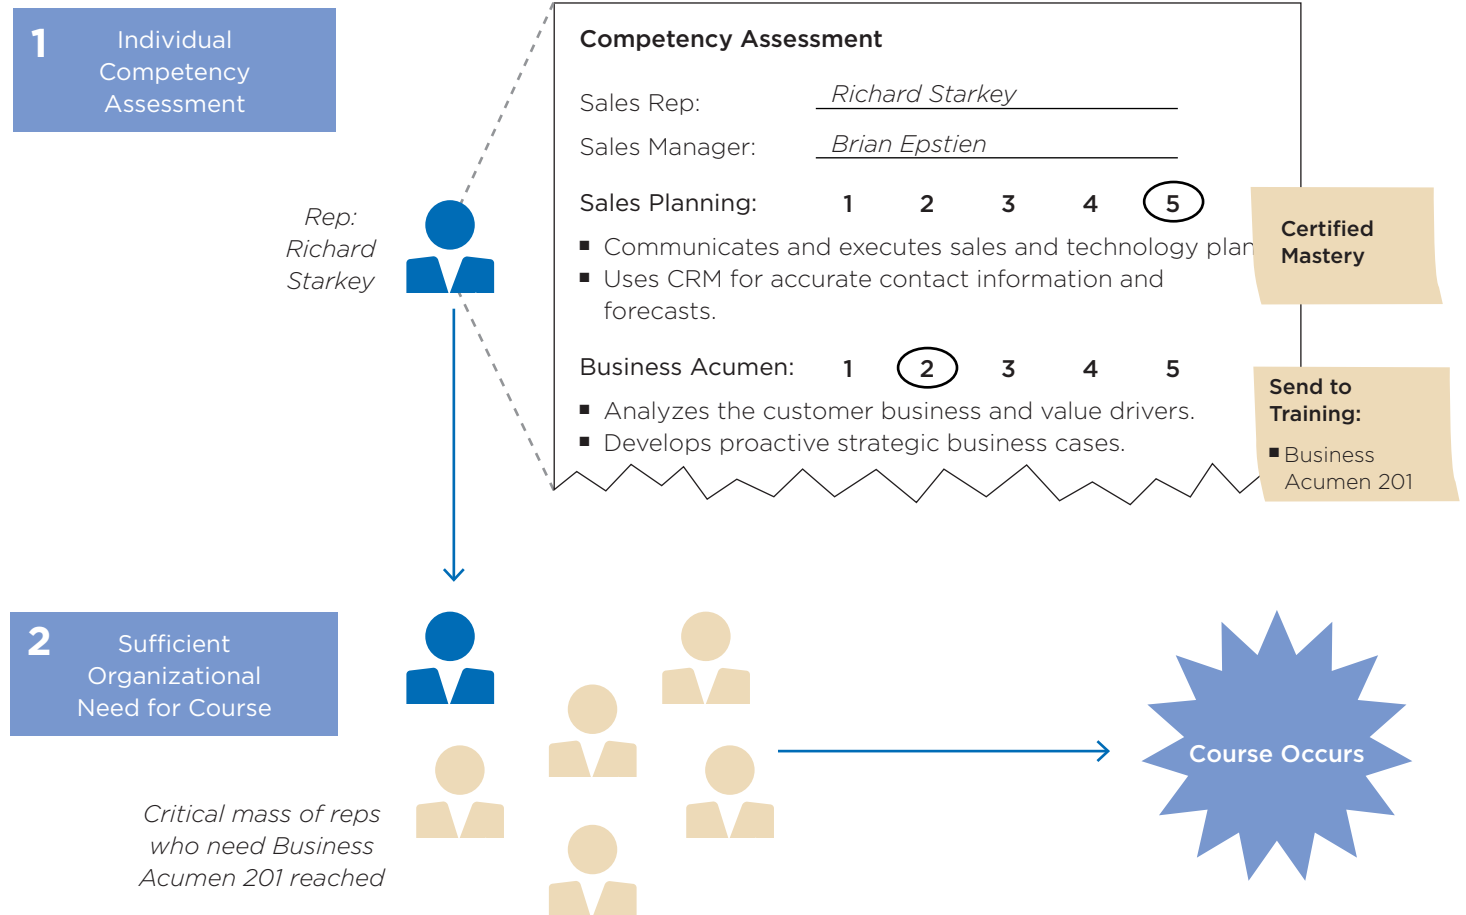 1
Individual
Competency
Assessment
Competency Assessment
Sales Rep: Richard Starkey
Sales Manager: Brian Epstien
Rep:
Richard
Starkey
Sales Planning: 1 2 3 4 5
■ Communicates and executes sales and technology plan
■ Uses CRM for accurate contact information and
forecasts.
Certified
Mastery
Business Acumen: 1 2 3 4 5
■ Analyzes the customer business and value drivers.
■ Develops proactive strategic business cases.
Send to
Training:
■ Business
Acumen 201
2
Sufficient
Organizational
Need for Course
Critical mass of reps
who need Business
Acumen 201 reached
Course Occurs